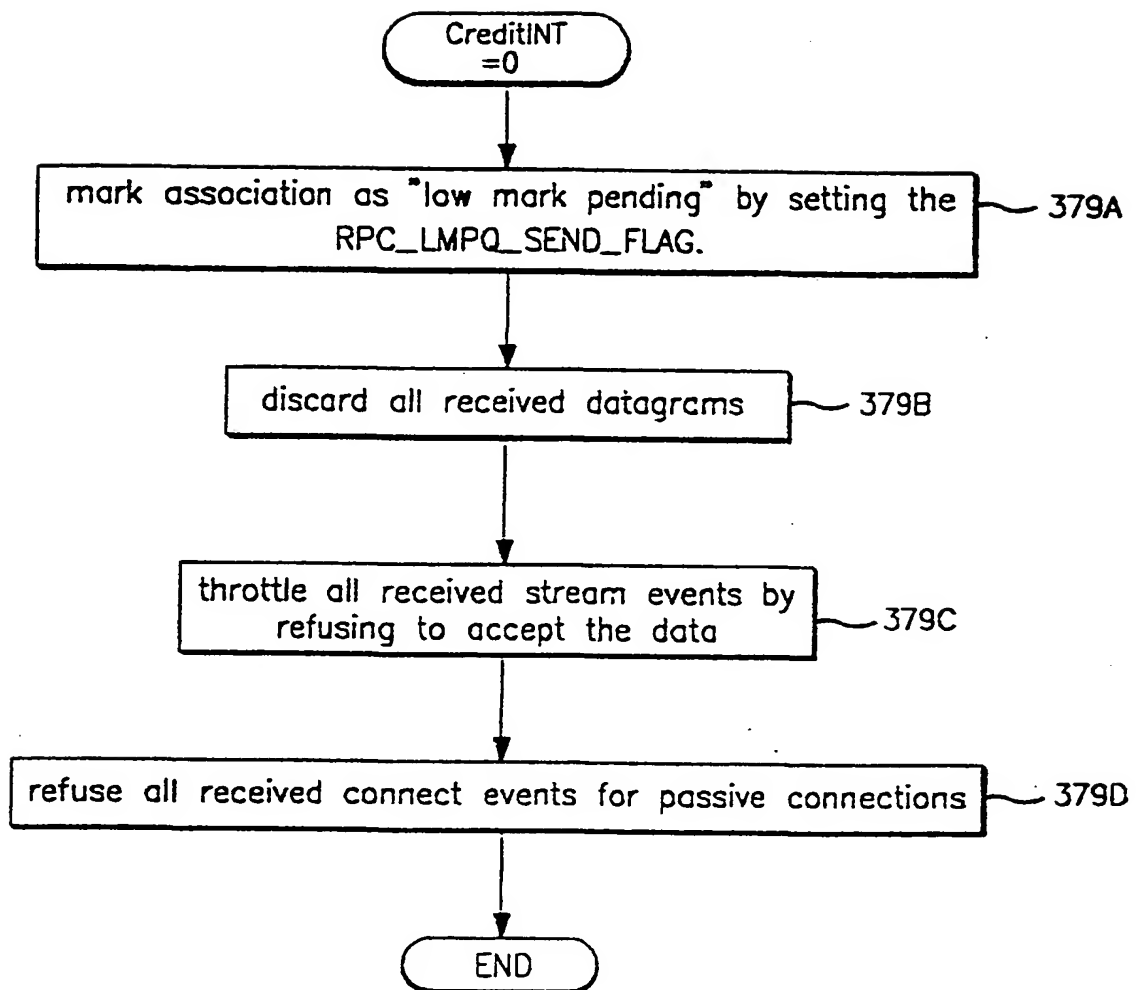 CreditINT
=0
mark association as "low mark pending" by setting the
RPC_LMPQ_SEND_FLAG.
379A
discard all received datagrams
379B
throttle all received stream events by
refusing to accept the data
379C
refuse all received connect events for passive connections
379D
END